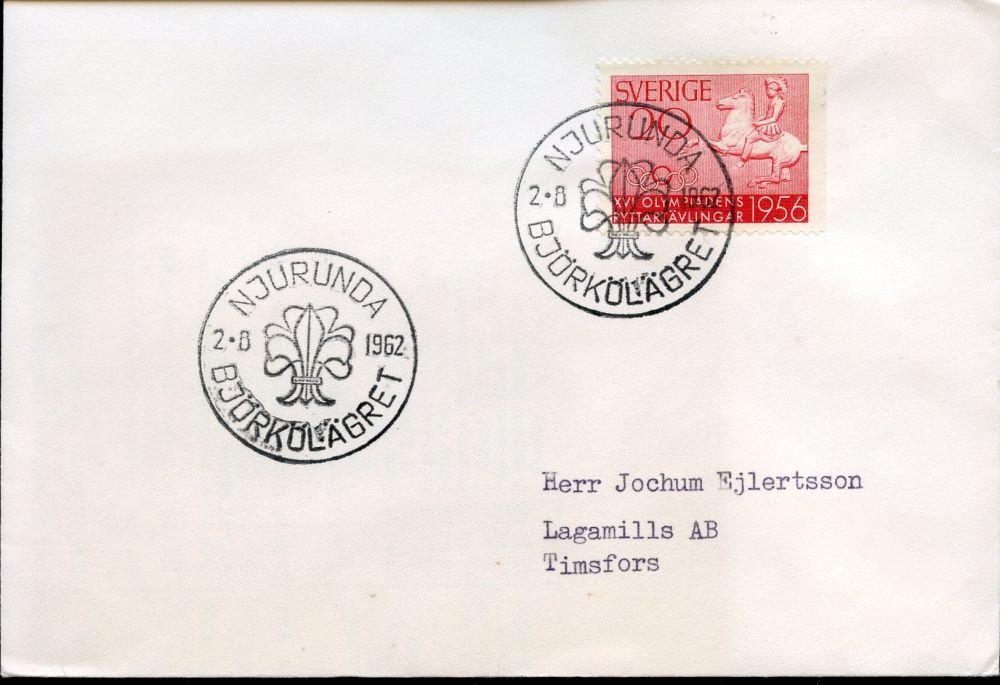 SVERIGE
20
XVI OLYMPIADENS
RYTTARTÄVLINGAR 1956
NJURUNDA
2·8 1962
BJÖRKÖLÄGRET
NJURUNDA
2·8 1962
BJÖRKÖLÄGRET
Herr Jochum Ejlertsson
Lagamills AB
Timsfors